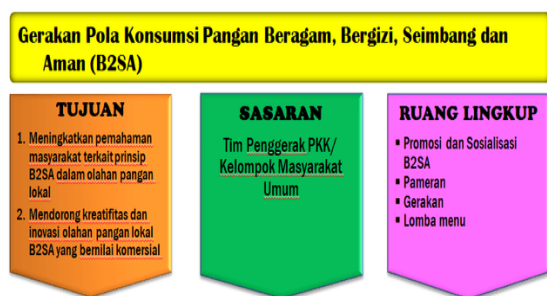 Gerakan Pola Konsumsi Pangan Beragam, Bergizi, Seimbang dan
Aman (B2SA)
TUJUAN
1. Meningkatkan pemahaman
masyarakat terkait prinsip
B2SA dalam olahan pangan
lokal
2. Mendorong kreatifitas dan
inovasi olahan pangan lokal
B2SA yang bernilai komersial
SASARAN
Tim Penggerak PKK/
Kelompok Masyarakat
Umum
RUANG LINGKUP
▪ Promosi dan Sosialisasi
B2SA
▪ Pameran
▪ Gerakan
▪ Lomba menu